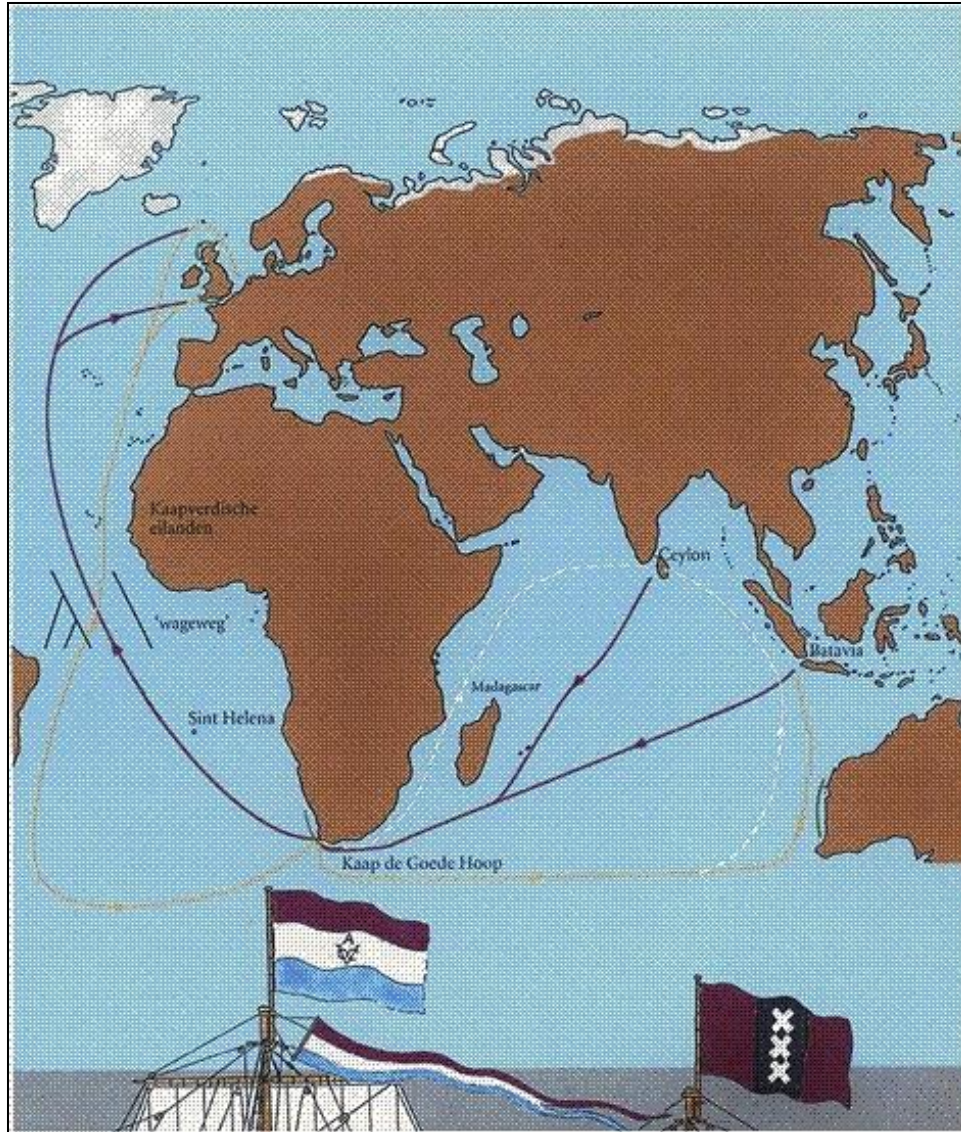 Kaapverdische
eilanden
Ceylon
'wageweg'
Batavia
Madagascar
Sint Helena
Kaap de Goede Hoop